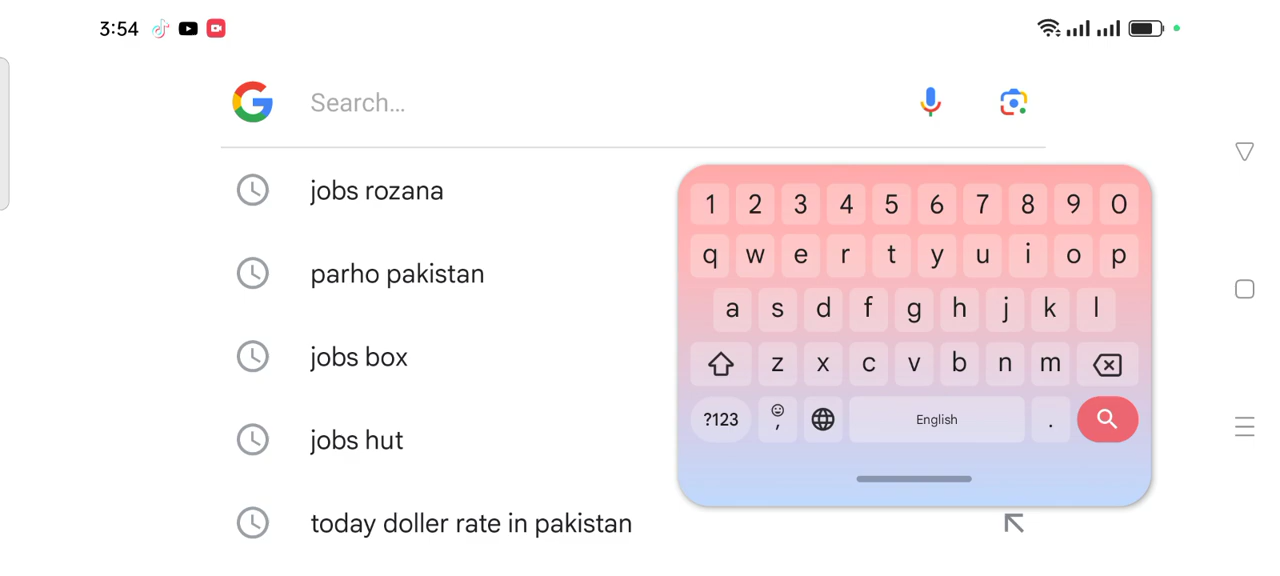 3:54
Search...
jobs rozana
parho pakistan
jobs box
jobs hut
today doller rate in pakistan
1 2 3 4 5 6 7 8 9 0
q w e r t y u i o p
a s d f g h j k l
z x c v b n m
?123 , English .